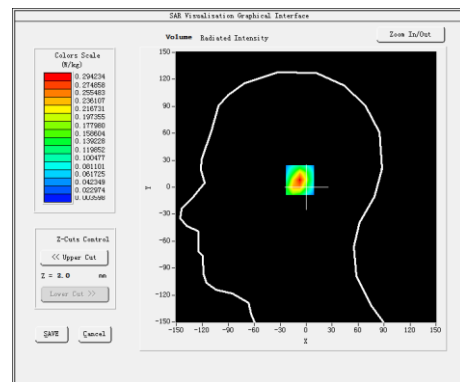 SAR Visualisation Graphical Interface
Volume Radiated Intensity
Zoom In/Out
Colors Scale
(W/kg)
0.294234
0.274858
0.255483
0.236107
0.216731
0.197355
0.177980
0.158604
0.139228
0.119852
0.100477
0.081101
0.061725
0.042349
0.022974
0.003598
Z-Cuts Control
<< Upper Cut
Z = 2.0 mm
Lower Cut >>
SAVE Cancel
150
120
90
60
30
0
-30
-60
-90
-120
-150
Y
-150 -120 -90 -60 -30 0 30 60 90 120 150
X